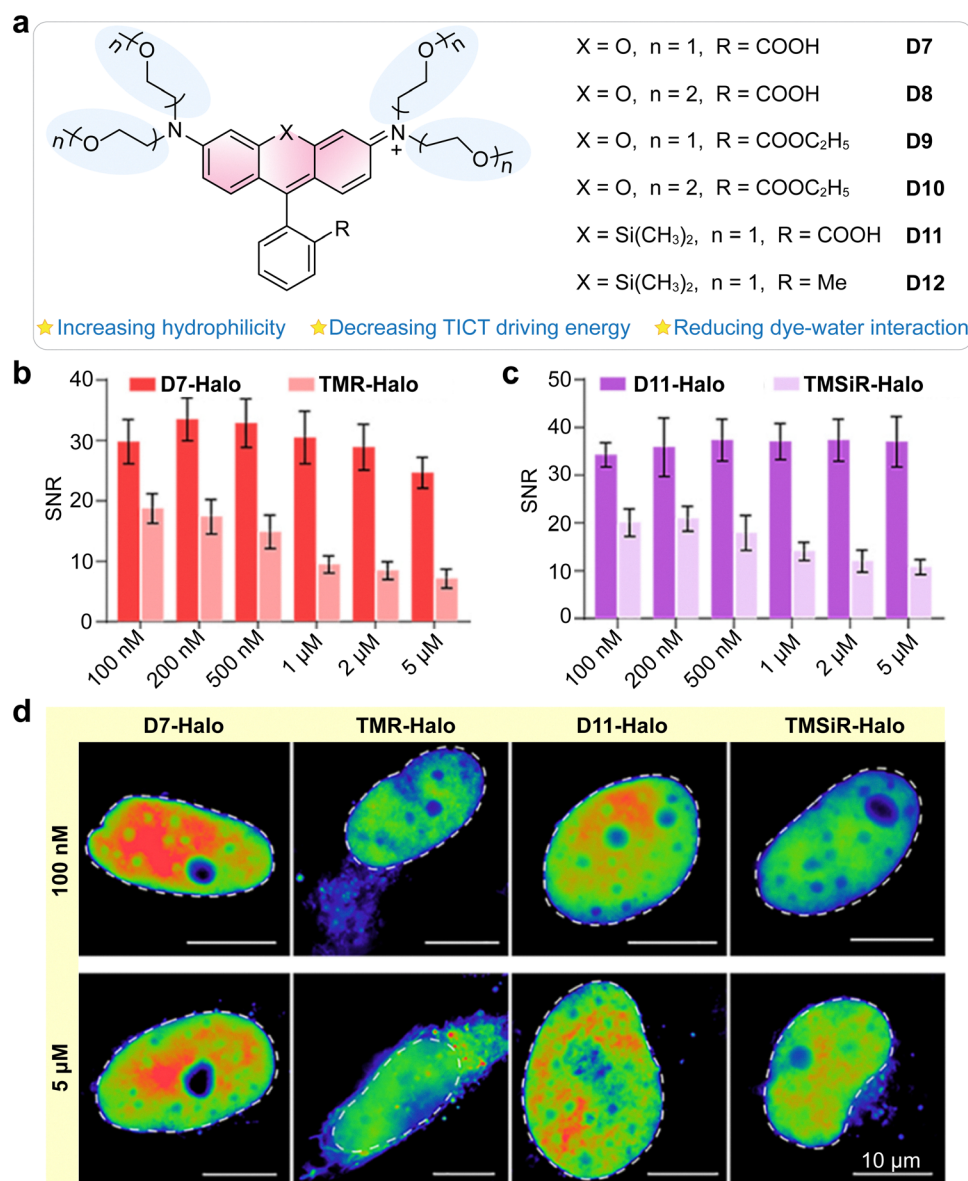 a
n O O n
n O N X N O n
+
R
X = O, n = 1, R = COOH D7
X = O, n = 2, R = COOH D8
X = O, n = 1, R = COOC₂H₅ D9
X = O, n = 2, R = COOC₂H₅ D10
X = Si(CH₃)₂, n = 1, R = COOH D11
X = Si(CH₃)₂, n = 1, R = Me D12
Increasing hydrophilicity Decreasing TICT driving energy Reducing dye-water interaction
b
D7-Halo TMR-Halo
SNR
40
30
20
10
0
100 nM 200 nM 500 nM 1 µM 2 µM 5 µM
c
D11-Halo TMSiR-Halo
SNR
50
40
30
20
10
0
100 nM 200 nM 500 nM 1 µM 2 µM 5 µM
d
D7-Halo TMR-Halo D11-Halo TMSiR-Halo
100 nM
5 µM
10 µm